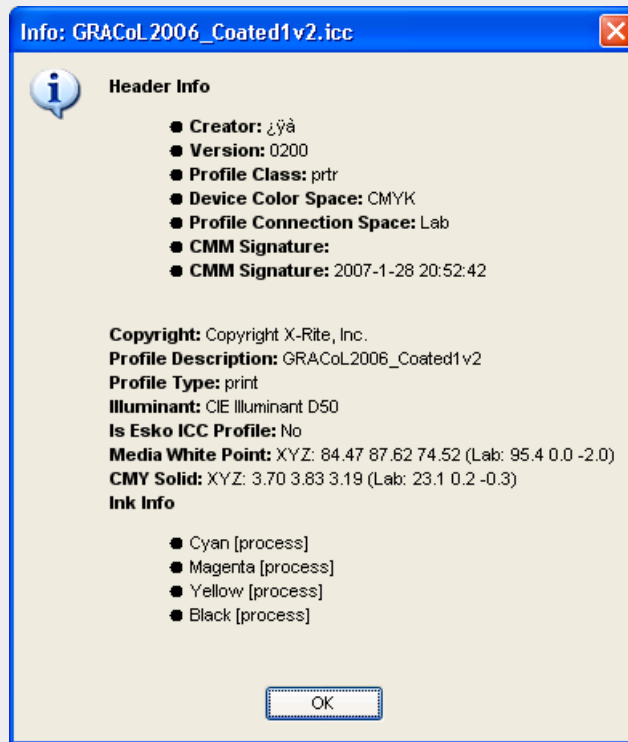 Info: GRACoL2006_Coated1v2.icc
Header Info
Creator: ¿ÿà
Version: 0200
Profile Class: prtr
Device Color Space: CMYK
Profile Connection Space: Lab
CMM Signature:
CMM Signature: 2007-1-28 20:52:42
Copyright: Copyright X-Rite, Inc.
Profile Description: GRACoL2006_Coated1v2
Profile Type: print
Illuminant: CIE Illuminant D50
Is Esko ICC Profile: No
Media White Point: XYZ: 84.47 87.62 74.52 (Lab: 95.4 0.0 -2.0)
CMY Solid: XYZ: 3.70 3.83 3.19 (Lab: 23.1 0.2 -0.3)
Ink Info
Cyan [process]
Magenta [process]
Yellow [process]
Black [process]
OK